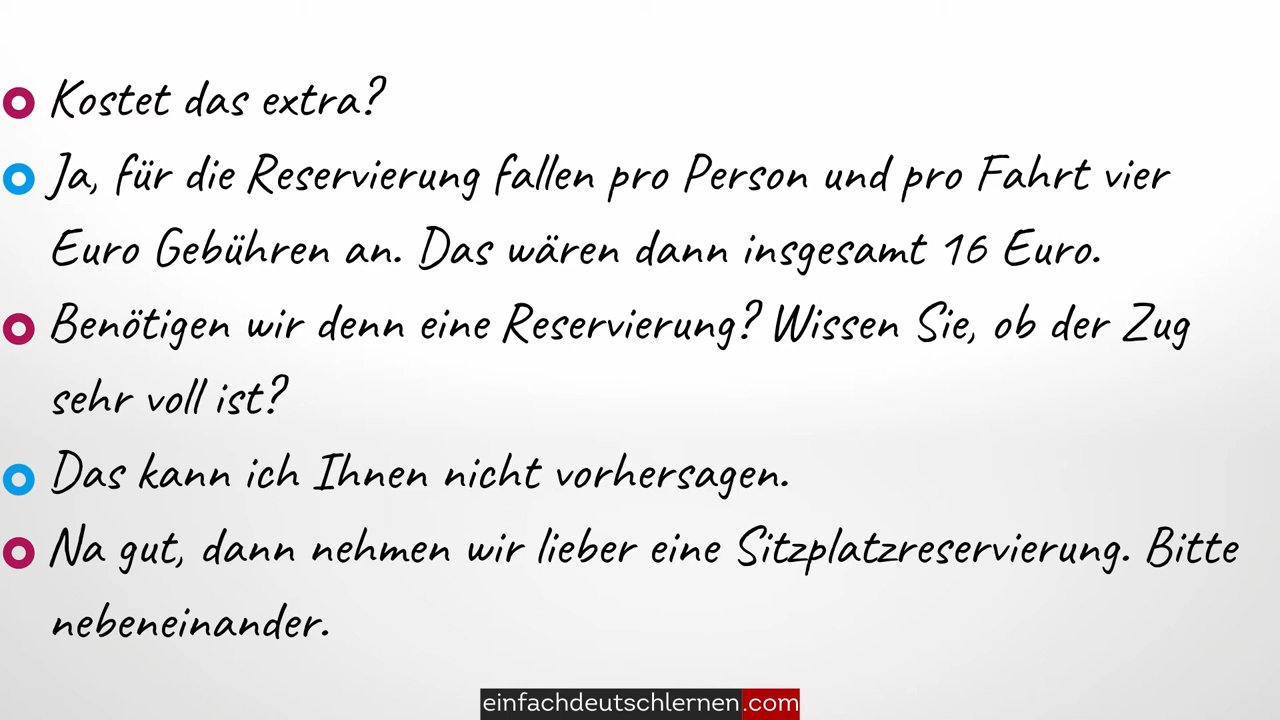 Kostet das extra?
Ja, für die Reservierung fallen pro Person und pro Fahrt vier
Euro Gebühren an. Das wären dann insgesamt 16 Euro.
Benötigen wir denn eine Reservierung? Wissen Sie, ob der Zug
sehr voll ist?
Das kann ich Ihnen nicht vorhersagen.
Na gut, dann nehmen wir lieber eine Sitzplatzreservierung. Bitte
nebeneinander.
einfachdeutschlernen.com